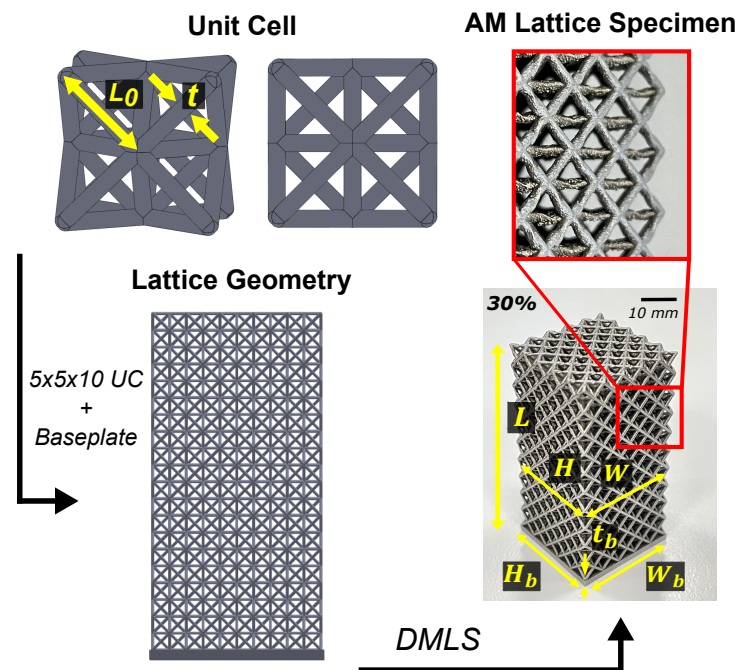 Unit Cell
AM Lattice Specimen
L0
t
Lattice Geometry
5x5x10 UC
+
Baseplate
30%
10 mm
L
H
W
tb
Hb
Wb
DMLS